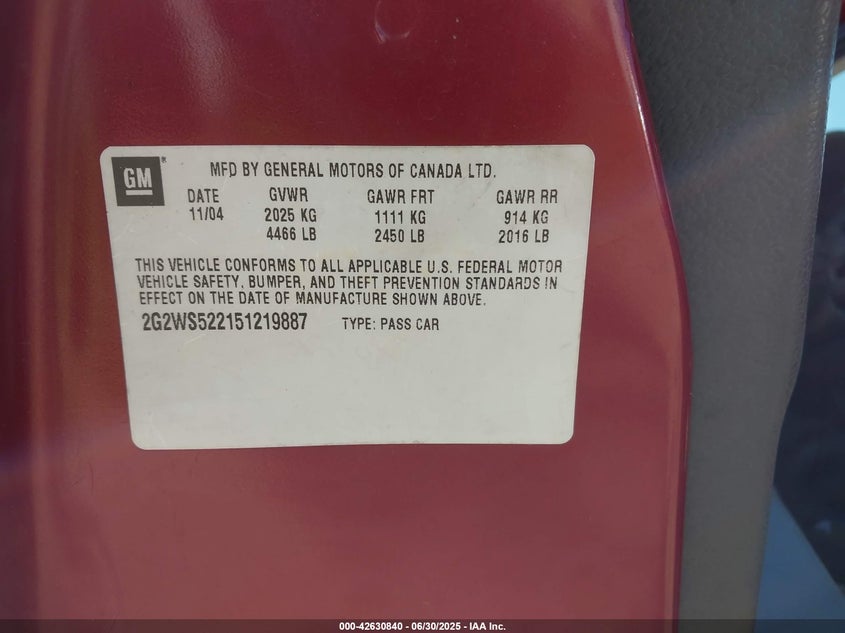 GM
MFD BY GENERAL MOTORS OF CANADA LTD.
DATE GVWR GAWR FRT GAWR RR
11/04 2025 KG 1111 KG 914 KG
4466 LB 2450 LB 2016 LB
THIS VEHICLE CONFORMS TO ALL APPLICABLE U.S. FEDERAL MOTOR
VEHICLE SAFETY, BUMPER, AND THEFT PREVENTION STANDARDS IN
EFFECT ON THE DATE OF MANUFACTURE SHOWN ABOVE.
2G2WS522151219887 TYPE: PASS CAR
000-42630840 - 06/30/2025 - IAA Inc.